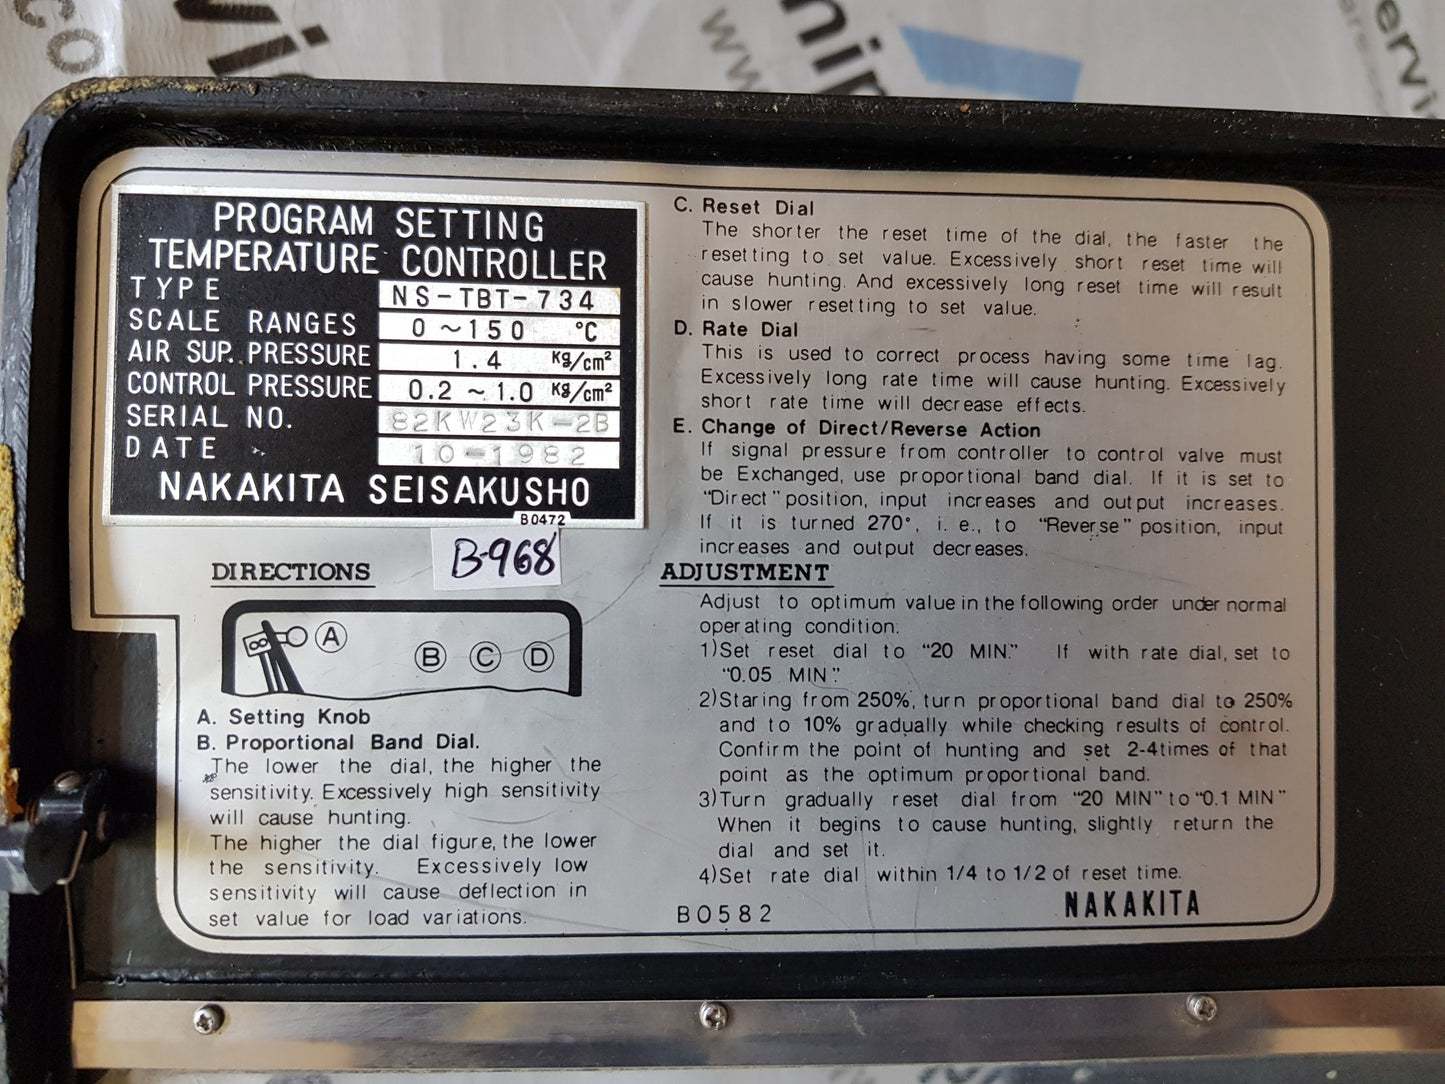 PROGRAM SETTING
TEMPERATURE CONTROLLER
TYPE NS-TBT-734
SCALE RANGES 0~150 °C
AIR SUP. PRESSURE 1.4 Kg/cm²
CONTROL PRESSURE 0.2~1.0 Kg/cm²
SERIAL NO. 82KW23K-2B
DATE 10-1982
NAKAKITA SEISAKUSHO
B0472
B-968
DIRECTIONS
A
B C D
A. Setting Knob
B. Proportional Band Dial.
The lower the dial, the higher the
sensitivity. Excessively high sensitivity
will cause hunting.
The higher the dial figure, the lower
the sensitivity. Excessively low
sensitivity will cause deflection in
set value for load variations.
C. Reset Dial
The shorter the reset time of the dial, the faster the
resetting to set value. Excessively short reset time will
cause hunting. And excessively long reset time will result
in slower resetting to set value.
D. Rate Dial
This is used to correct process having some time lag.
Excessively long rate time will cause hunting. Excessively
short rate time will decrease effects.
E. Change of Direct/Reverse Action
If signal pressure from controller to control valve must
be Exchanged, use proportional band dial. If it is set to
"Direct" position, input increases and output increases.
If it is turned 270°, i. e., to "Reverse" position, input
increases and output decreases.
ADJUSTMENT
Adjust to optimum value in the following order under normal
operating condition.
1)Set reset dial to "20 MIN." If with rate dial, set to
"0.05 MIN".
2)Staring from 250%, turn proportional band dial to 250%
and to 10% gradually while checking results of control.
Confirm the point of hunting and set 2-4times of that
point as the optimum proportional band.
3)Turn gradually reset dial from "20 MIN" to "0.1 MIN"
When it begins to cause hunting, slightly return the
dial and set it.
4)Set rate dial within 1/4 to 1/2 of reset time.
B0582
NAKAKITA